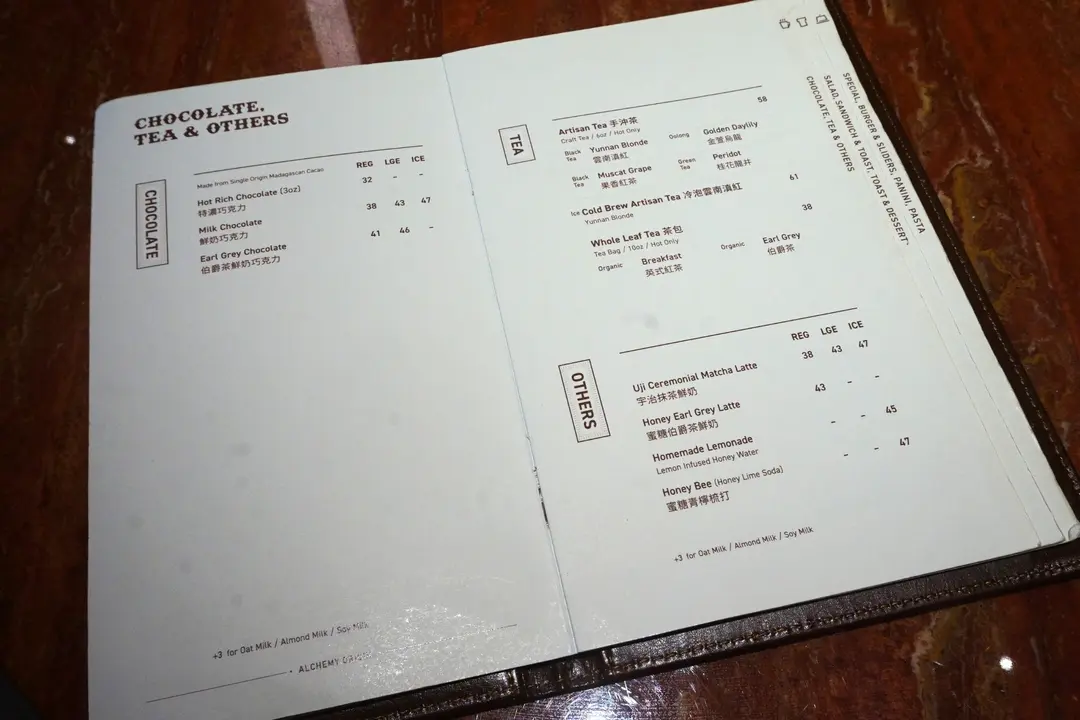 CHOCOLATE,
TEA & OTHERS
CHOCOLATE
REG LGE ICE
Made from Single Origin Madagascan Cacao
Hot Rich Chocolate (3oz) 32 - -
特濃巧克力
Milk Chocolate 38 43 47
鮮奶巧克力
Earl Grey Chocolate 41 46 -
伯爵茶鮮奶巧克力
+3 for Oat Milk / Almond Milk / Soy Milk
- ALCHEMY
TEA
Artisan Tea 手沖茶 58
Craft Tea / 6oz / Hot Only
Black Tea Yunnan Blonde Oolong Golden Daylily
雲南滇紅 金萱烏龍
Black Tea Muscat Grape Green Tea Peridot
果香紅茶 桂花龍井
Ice Cold Brew Artisan Tea 冷泡雲南滇紅 61
Yunnan Blonde
Whole Leaf Tea 茶包 38
Tea Bag / 10oz / Hot Only
Organic Breakfast Organic Earl Grey
英式紅茶 伯爵茶
OTHERS
REG LGE ICE
Uji Ceremonial Matcha Latte 38 43 47
宇治抹茶鮮奶
Honey Earl Grey Latte 43 - -
蜜糖伯爵茶鮮奶
Homemade Lemonade - - 45
Lemon Infused Honey Water
Honey Bee (Honey Lime Soda) - - 47
蜜糖青檸梳打
+3 for Oat Milk / Almond Milk / Soy Milk
SPECIAL, BURGER & SLIDERS, PANINI, PASTA
SALAD, SANDWICH & TOAST, TOAST & DESSERT
CHOCOLATE, TEA & OTHERS